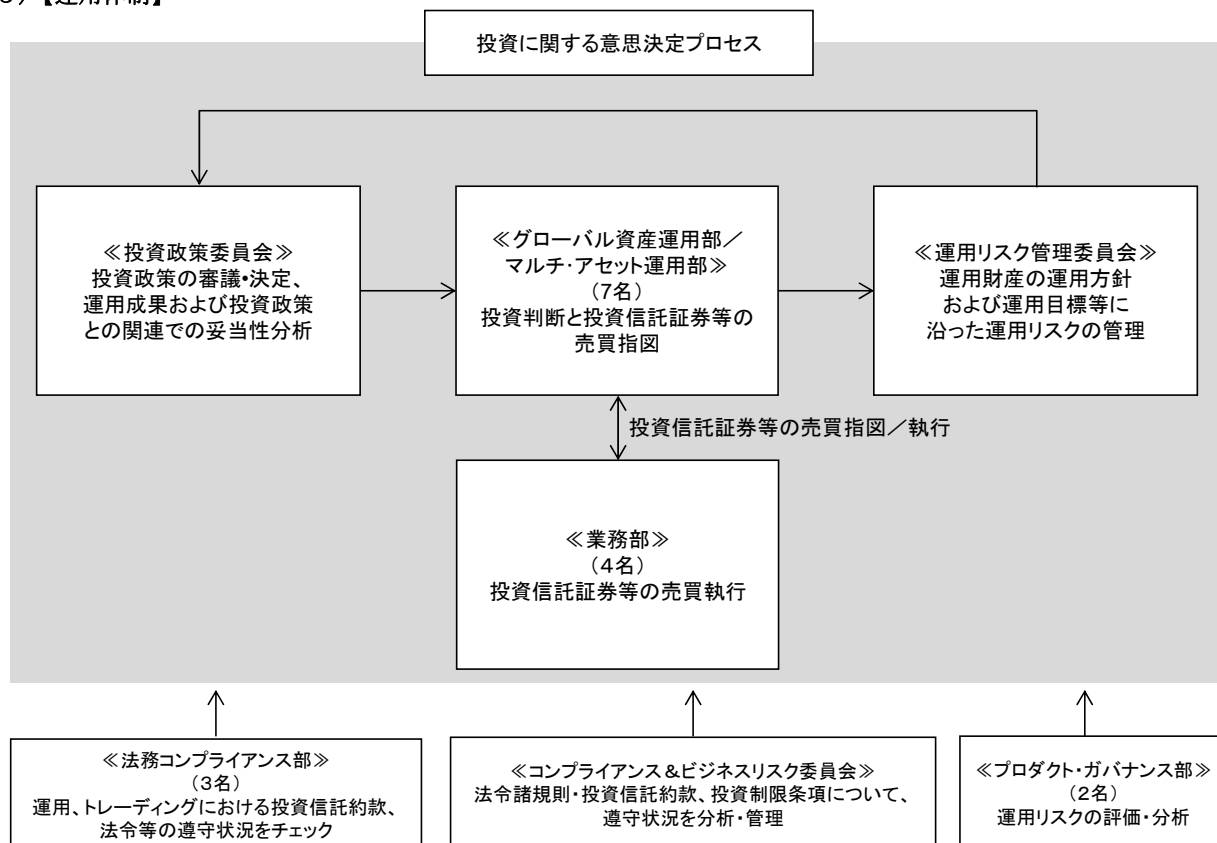 【運用体制】
投資に関する意思決定プロセス
≪投資政策委員会≫
投資政策の審議・決定、
運用成果および投資政策
との関連での妥当性分析
≪グローバル資産運用部／
マルチ・アセット運用部≫
（7名）
投資判断と投資信託証券等の
売買指図
≪運用リスク管理委員会≫
運用財産の運用方針
および運用目標等に
沿った運用リスクの管理
投資信託証券等の売買指図／執行
≪業務部≫
（4名）
投資信託証券等の売買執行
≪法務コンプライアンス部≫
（3名）
運用、トレーディングにおける投資信託約款、
法令等の遵守状況をチェック
≪コンプライアンス＆ビジネスリスク委員会≫
法令諸規則・投資信託約款、投資制限条項について、
遵守状況を分析・管理
≪プロダクト・ガバナンス部≫
（2名）
運用リスクの評価・分析